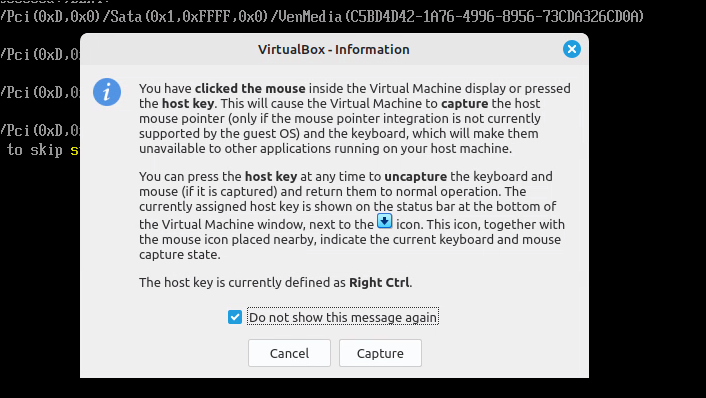 /Pci(0xD,0x0)/Sata(0x1,0xFFFF,0x0)/VenMedia(C5BD4D42-1A76-4996-8956-73CDA326CD0A)
VirtualBox - Information
/Pci(0xD,0x
/Pci(0xD,0x
/Pci(0xD,0x
to skip s
You have clicked the mouse inside the Virtual Machine display or pressed
the host key. This will cause the Virtual Machine to capture the host
mouse pointer (only if the mouse pointer integration is not currently
supported by the guest OS) and the keyboard, which will make them
unavailable to other applications running on your host machine.
You can press the host key at any time to uncapture the keyboard and
mouse (if it is captured) and return them to normal operation. The
currently assigned host key is shown on the status bar at the bottom of
the Virtual Machine window, next to the icon. This icon, together with
the mouse icon placed nearby, indicate the current keyboard and mouse
capture state.
The host key is currently defined as Right Ctrl.
Do not show this message again
Cancel
Capture